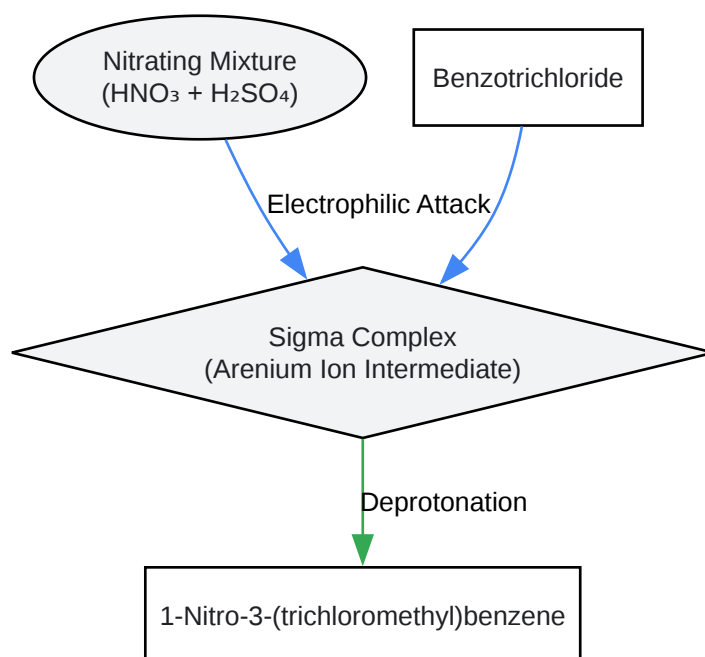 Nitrating Mixture
(HNO₃ + H₂SO₄)
Benzotrichloride
Electrophilic Attack
Sigma Complex
(Arenium Ion Intermediate)
Deprotonation
1-Nitro-3-(trichloromethyl)benzene